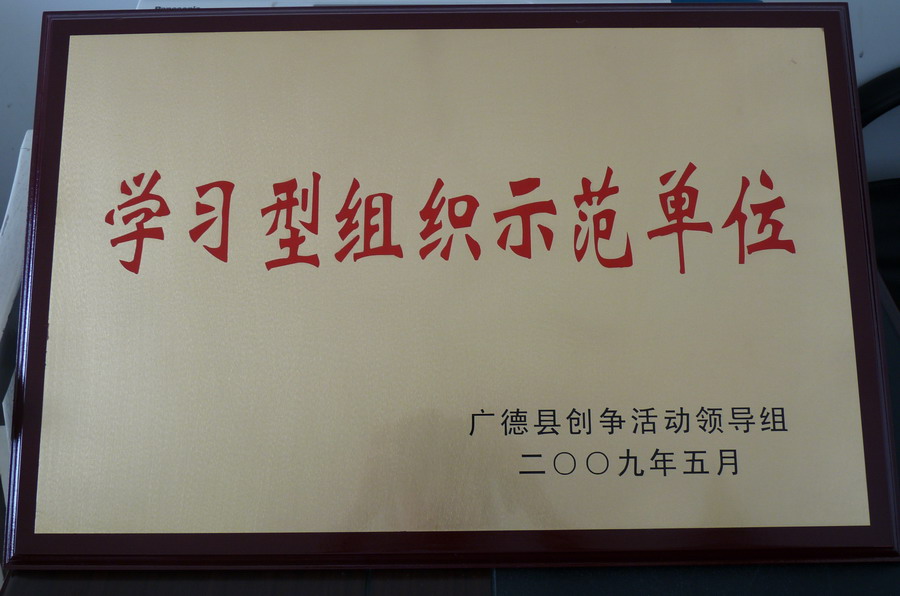 学习型组织示范单位
广德县创争活动领导组
二〇〇九年五月